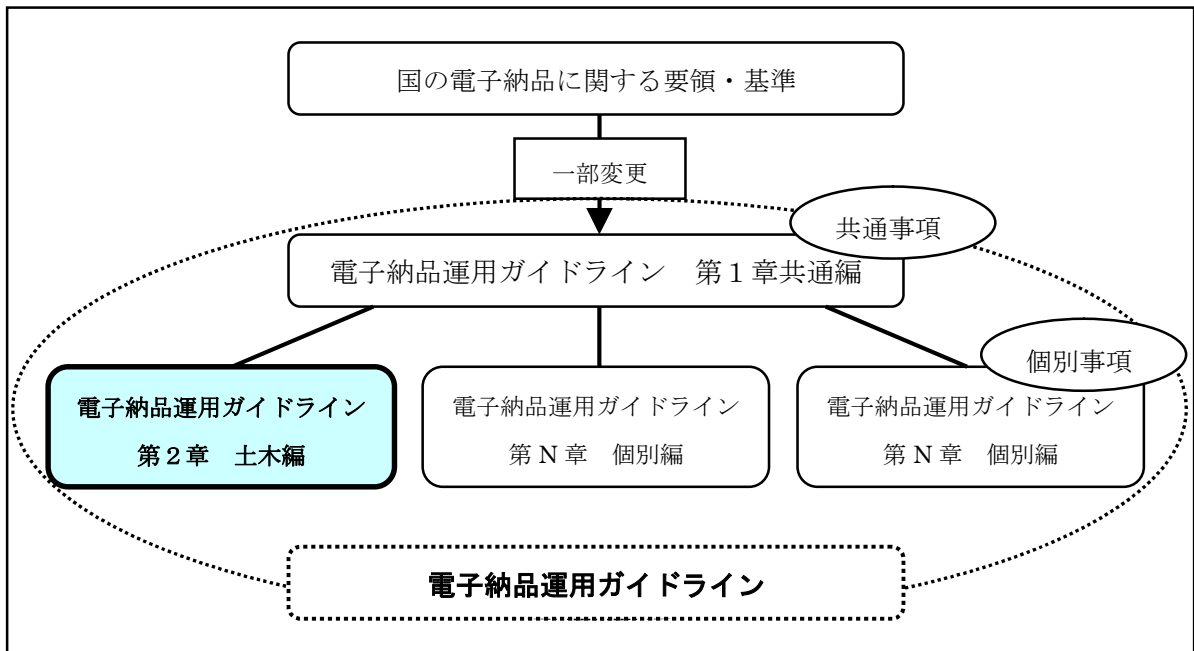 国の電子納品に関する要領・基準
一部変更
共通事項
電子納品運用ガイドライン　第１章共通編
個別事項
電子納品運用ガイドライン
第２章　土木編
電子納品運用ガイドライン
第 N 章　個別編
電子納品運用ガイドライン
第 N 章　個別編
電子納品運用ガイドライン